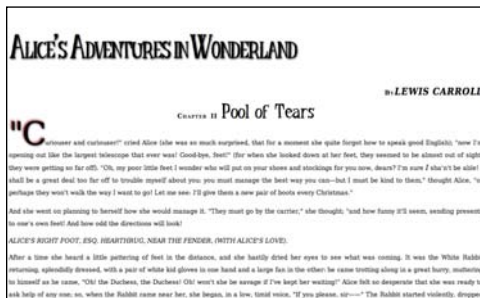 ALICE'S ADVENTURES IN WONDERLAND
BY LEWIS CARROLL
CHAPTER II Pool of Tears
"Curiouser and curiouser!" cried Alice (she was so much surprised, that for a moment she quite forgot how to speak good English); "now I'm
opening out like the largest telescope that ever was! Good-bye, feet!" (for when she looked down at her feet, they seemed to be almost out of sight
they were getting so far off). "Oh, my poor little feet I wonder who will put on your shoes and stockings for you now, dears? I'm sure I sha'n't be able!
shall be a great deal too far off to trouble myself about you: you must manage the best way you can—but I must be kind to them," thought Alice, "o
perhaps they won't walk the way I want to go! Let me see: I'll give them a new pair of boots every Christmas."
And she went on planning to herself how she would manage it. "They must go by the carrier," she thought; "and how funny it'll seem, sending present
to one's own feet! And how odd the directions will look!
ALICE'S RIGHT FOOT, ESQ. HEARTHRUG, NEAR THE FENDER, (WITH ALICE'S LOVE).
After a time she heard a little pattering of feet in the distance, and she hastily dried her eyes to see what was coming. It was the White Rabbi
returning, splendidly dressed, with a pair of white kid gloves in one hand and a large fan in the other: he came trotting along in a great hurry, muttering
to himself as he came, "Oh! the Duchess, the Duchess! Oh! won't she be savage if I've kept her waiting!" Alice felt so desperate that she was ready t
ask help of any one; so, when the Rabbit came near her, she began, in a low, timid voice, "If you please, sir——" The Rabbit started violently, droppe